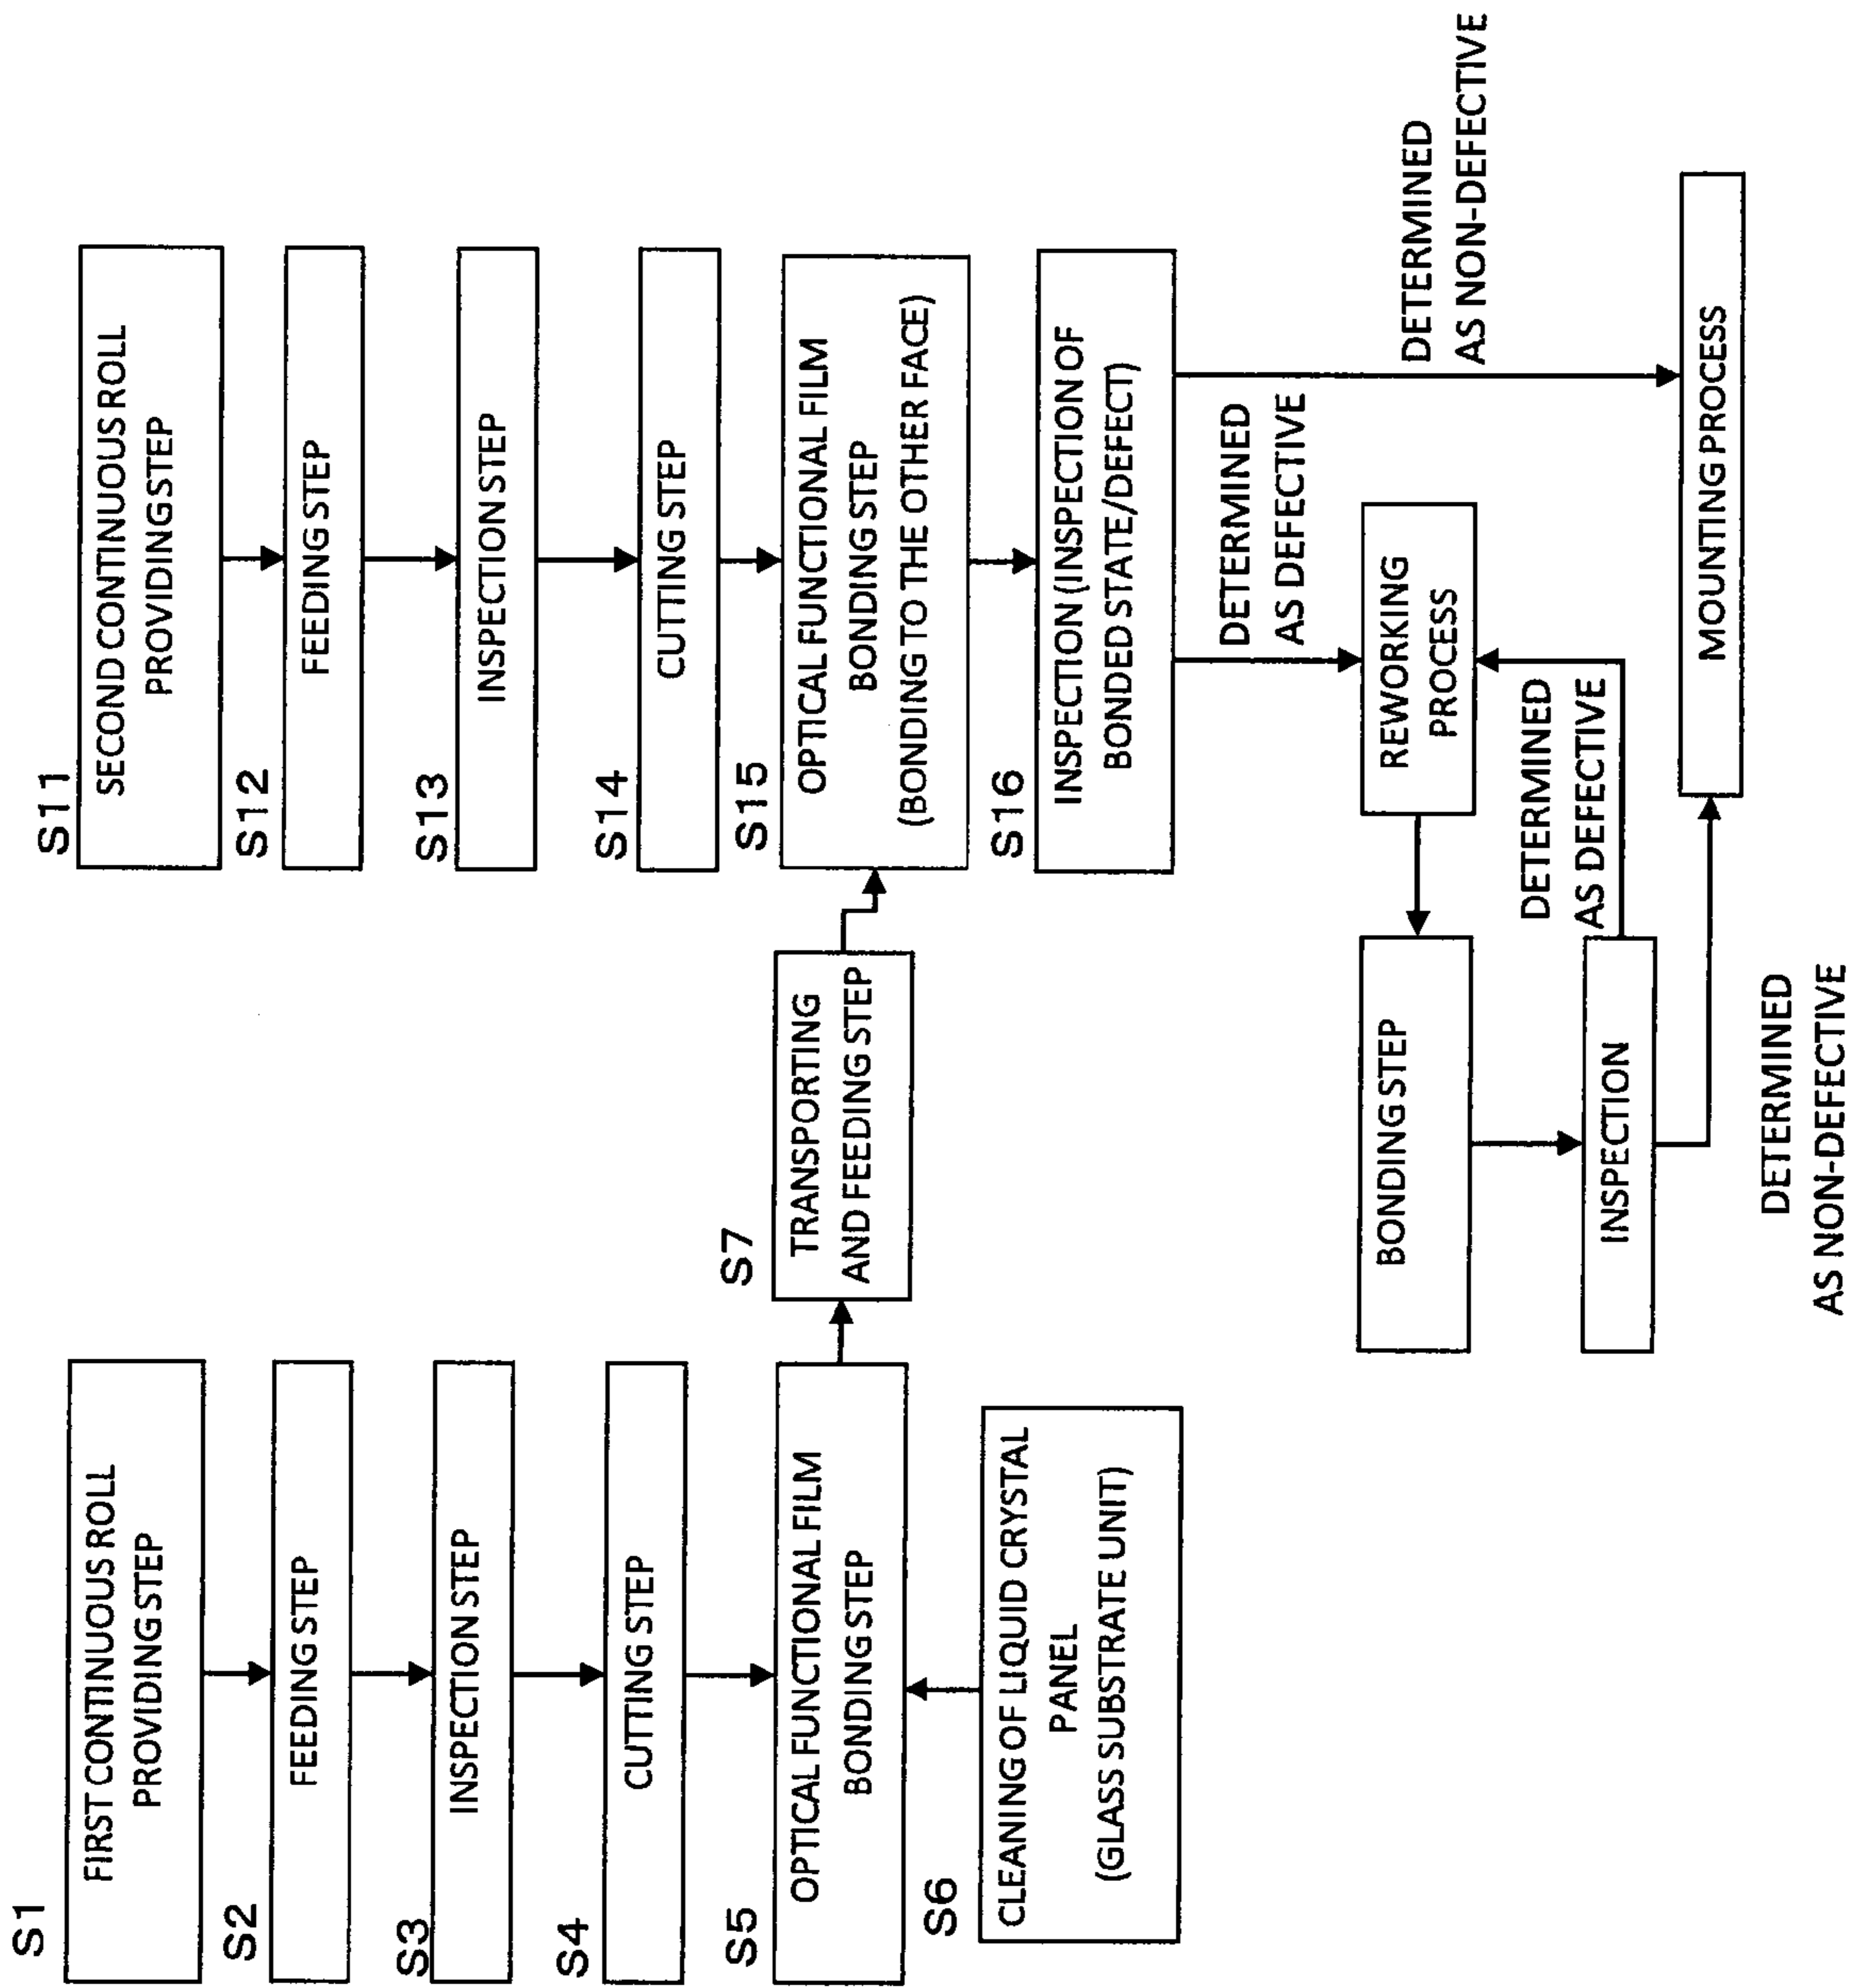 S1
FIRST CONTINUOUS ROLL
PROVIDING STEP
S2
FEEDING STEP
S3
INSPECTION STEP
S4
CUTTING STEP
S5
OPTICAL FUNCTIONAL FILM
BONDING STEP
S6
CLEANING OF LIQUID CRYSTAL
PANEL
(GLASS SUBSTRATE UNIT)
S7
TRANSPORTING
AND FEEDING STEP
S11
SECOND CONTINUOUS ROLL
PROVIDING STEP
S12
FEEDING STEP
S13
INSPECTION STEP
S14
CUTTING STEP
S15
OPTICAL FUNCTIONAL FILM
BONDING STEP
(BONDING TO THE OTHER FACE)
S16
INSPECTION (INSPECTION OF
BONDED STATE/DEFECT)
DETERMINED
AS DEFECTIVE
DETERMINED
AS NON-DEFECTIVE
REWORKING
PROCESS
BONDING STEP
DETERMINED
AS DEFECTIVE
INSPECTION
MOUNTING PROCESS
DETERMINED
AS NON-DEFECTIVE